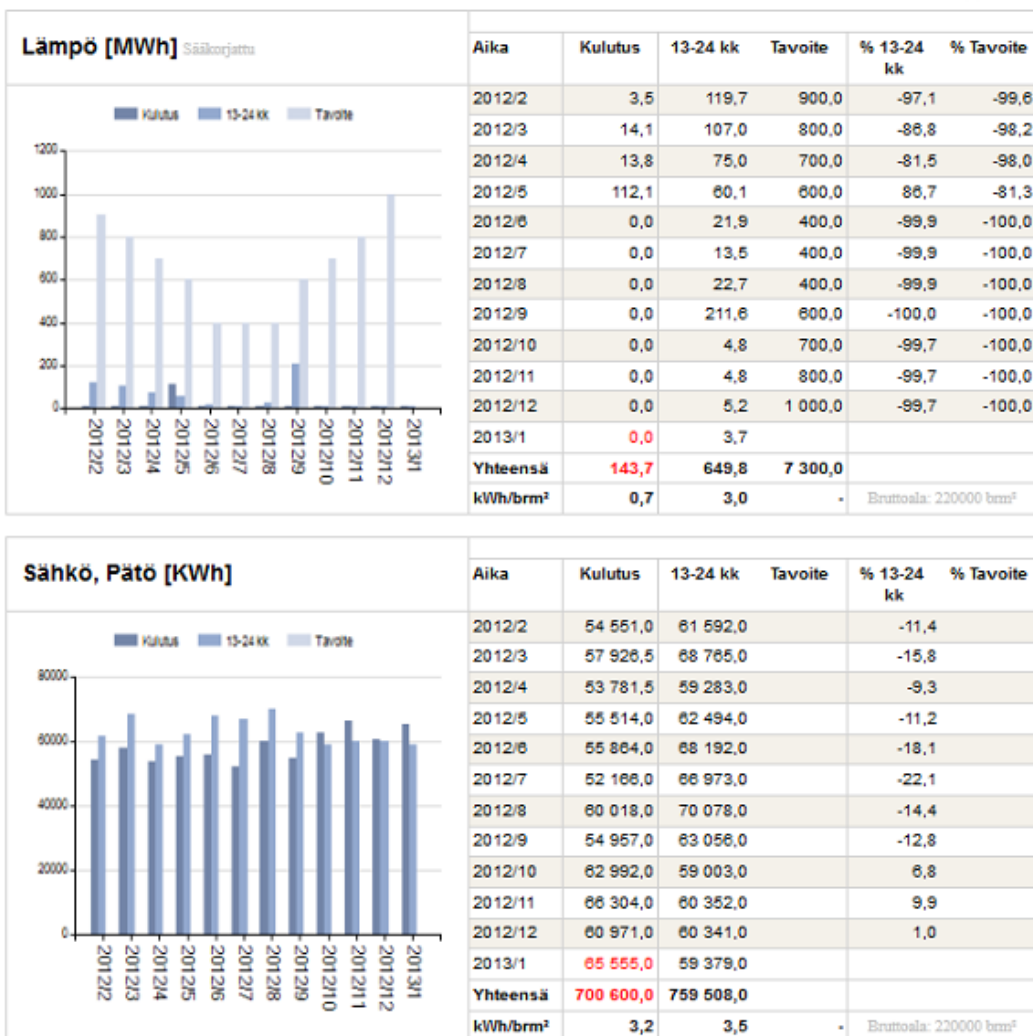 Lämpö [MWh] Sääkorjattu
Kulutus 13-24 kk Tavoite
1200
1000
800
600
400
200
0
2012/2 2012/3 2012/4 2012/5 2012/6 2012/7 2012/8 2012/9 2012/10 2012/11 2012/12 2013/1
Aika Kulutus 13-24 kk Tavoite % 13-24 kk % Tavoite
2012/2 3,5 119,7 900,0 -97,1 -99,6
2012/3 14,1 107,0 800,0 -86,8 -98,2
2012/4 13,8 75,0 700,0 -81,5 -98,0
2012/5 112,1 60,1 600,0 86,7 -81,3
2012/6 0,0 21,9 400,0 -99,9 -100,0
2012/7 0,0 13,5 400,0 -99,9 -100,0
2012/8 0,0 22,7 400,0 -99,9 -100,0
2012/9 0,0 211,6 600,0 -100,0 -100,0
2012/10 0,0 4,8 700,0 -99,7 -100,0
2012/11 0,0 4,8 800,0 -99,7 -100,0
2012/12 0,0 5,2 1 000,0 -99,7 -100,0
2013/1 0,0 3,7
Yhteensä 143,7 649,8 7 300,0
kWh/brm² 0,7 3,0 - Bruttoala: 220000 brm²
Sähkö, Pätö [KWh]
Kulutus 13-24 kk Tavoite
80000
60000
40000
20000
0
2012/2 2012/3 2012/4 2012/5 2012/6 2012/7 2012/8 2012/9 2012/10 2012/11 2012/12 2013/1
Aika Kulutus 13-24 kk Tavoite % 13-24 kk % Tavoite
2012/2 54 551,0 61 592,0 -11,4
2012/3 57 926,5 68 765,0 -15,8
2012/4 53 781,5 59 283,0 -9,3
2012/5 55 514,0 62 494,0 -11,2
2012/6 55 864,0 68 192,0 -18,1
2012/7 52 166,0 66 973,0 -22,1
2012/8 60 018,0 70 078,0 -14,4
2012/9 54 957,0 63 056,0 -12,8
2012/10 62 992,0 59 003,0 6,8
2012/11 66 304,0 60 352,0 9,9
2012/12 60 971,0 60 341,0 1,0
2013/1 65 555,0 59 379,0
Yhteensä 700 600,0 759 508,0
kWh/brm² 3,2 3,5 - Bruttoala: 220000 brm²